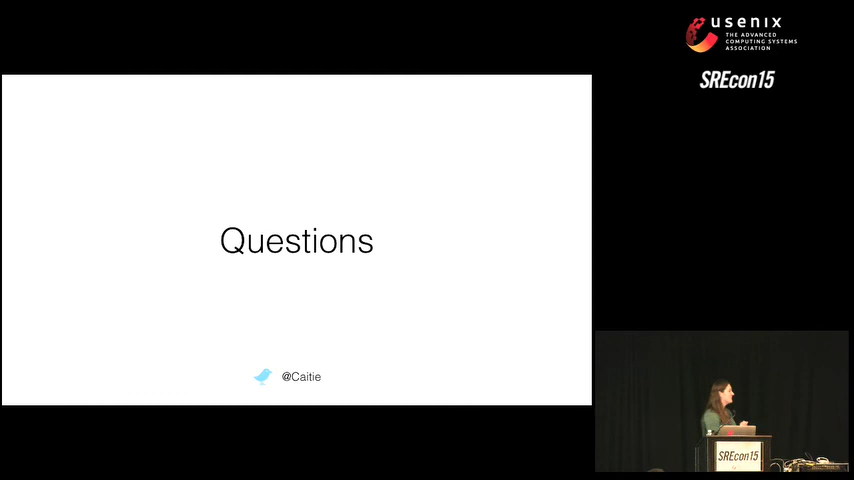 usenix
THE ADVANCED
COMPUTING SYSTEMS
ASSOCIATION
SREcon15
Questions
@Caitie
SREcon15